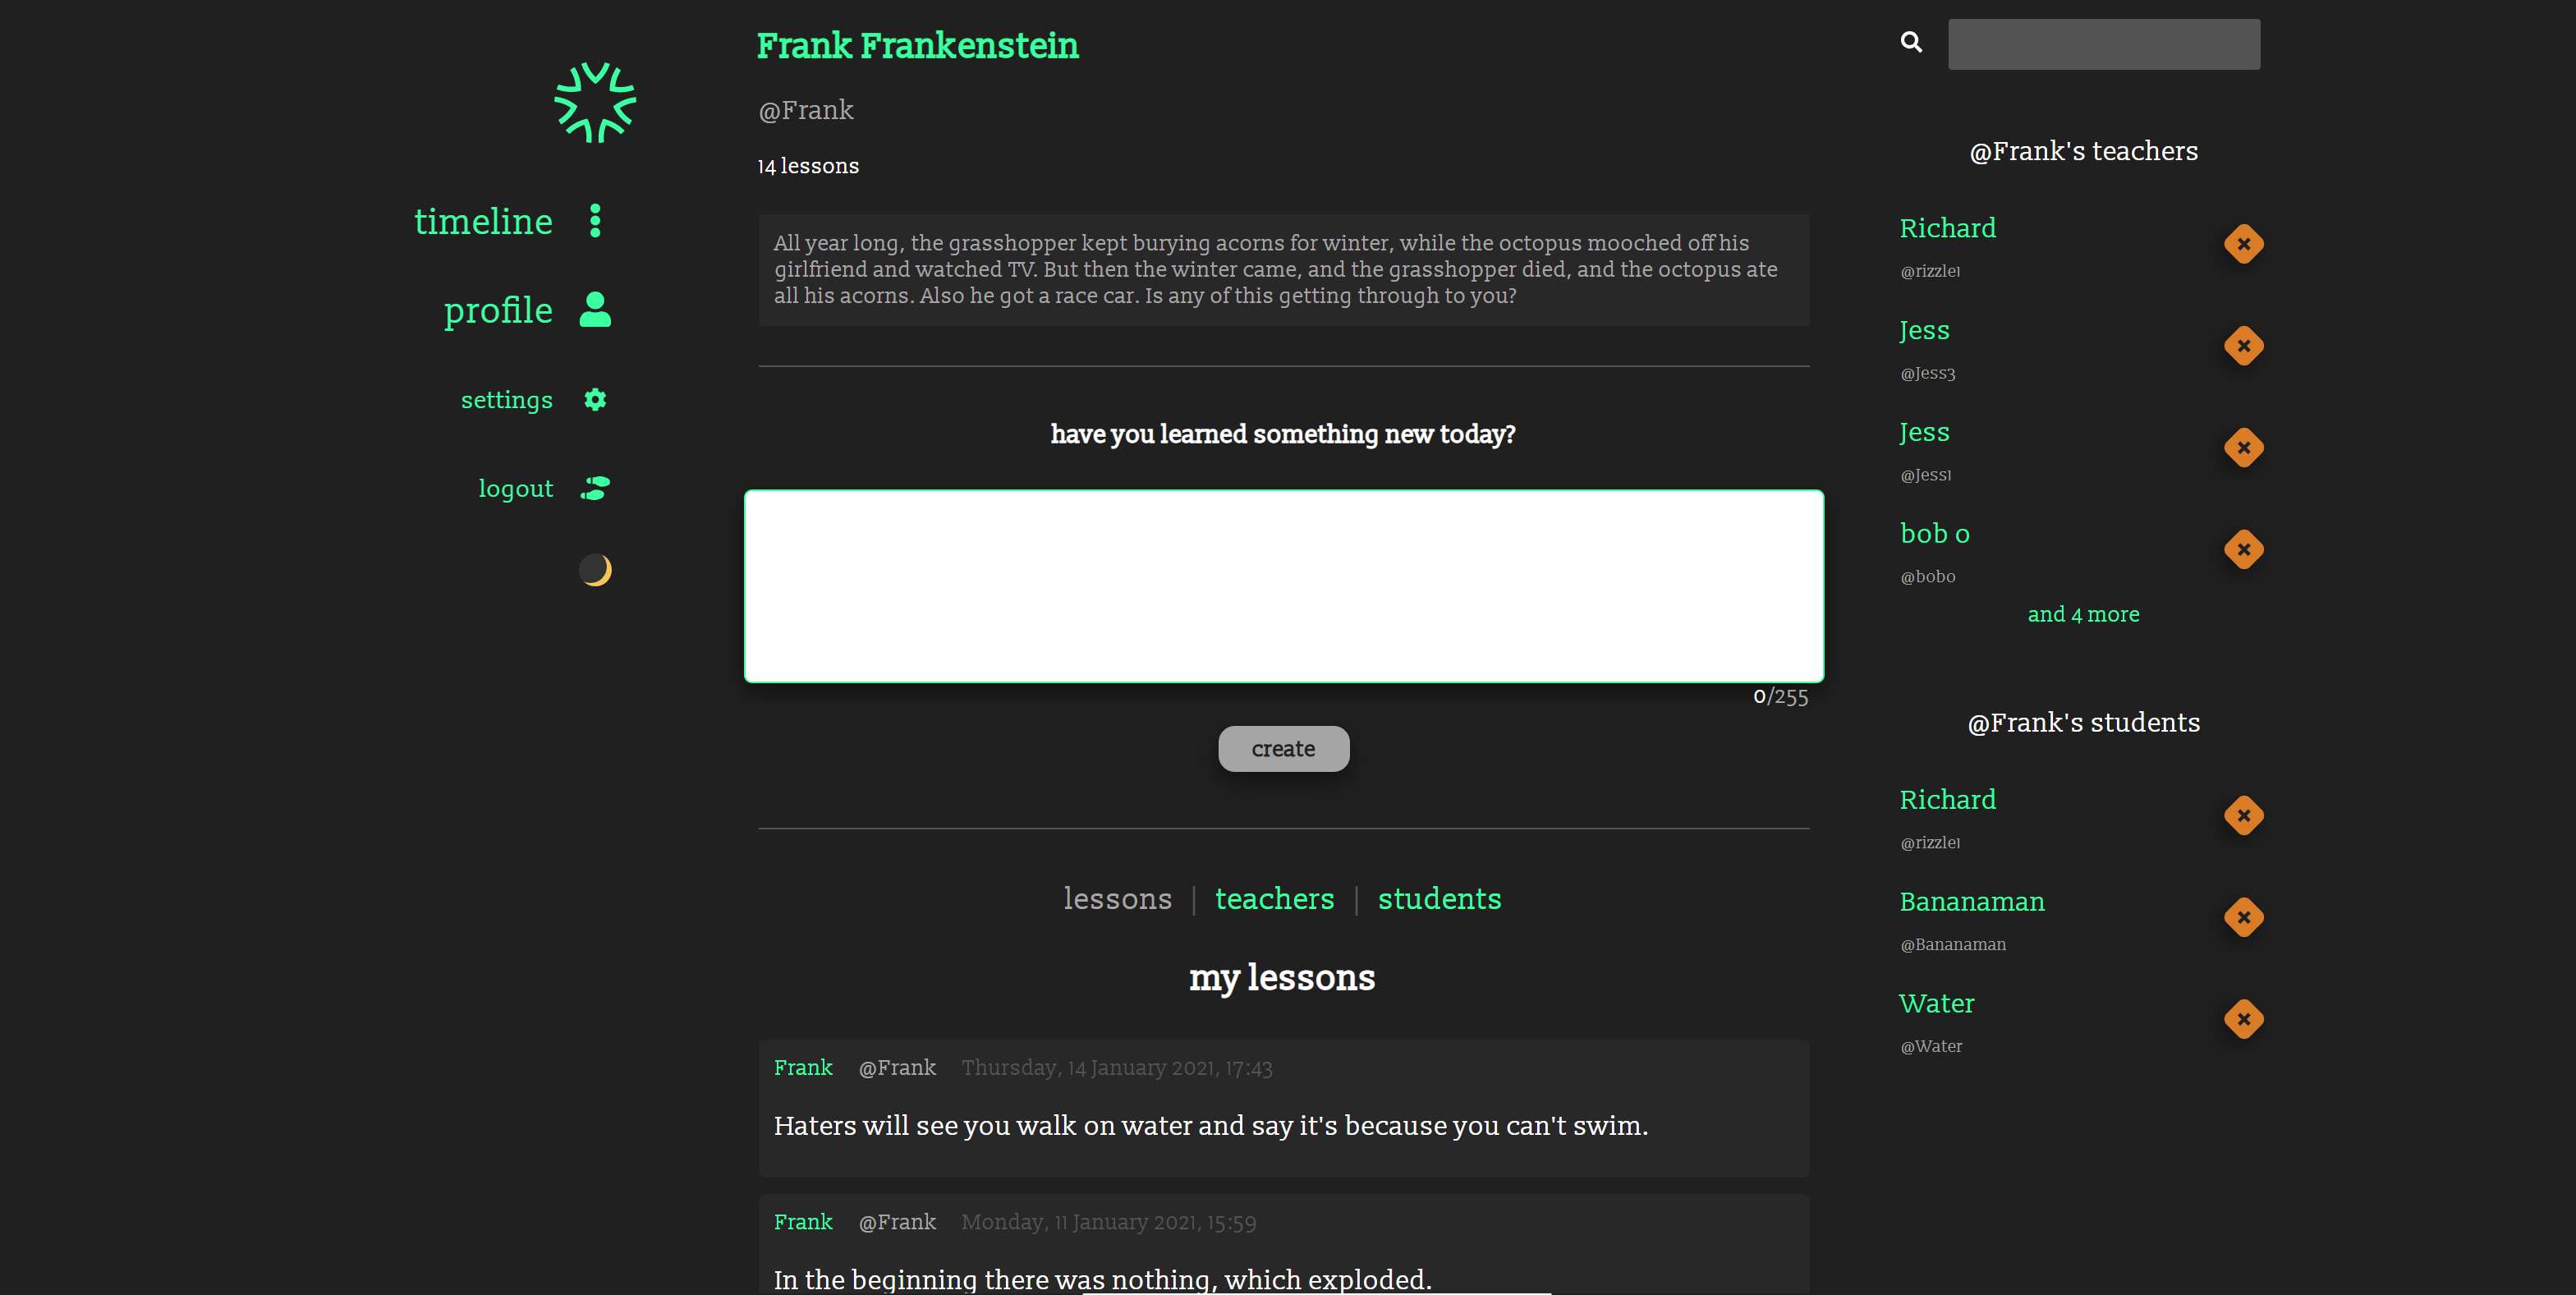 timeline
profile
settings
logout
Frank Frankenstein
@Frank
14 lessons
All year long, the grasshopper kept burying acorns for winter, while the octopus mooched off his
girlfriend and watched TV. But then the winter came, and the grasshopper died, and the octopus ate
all his acorns. Also he got a race car. Is any of this getting through to you?
have you learned something new today?
0/255
create
lessons | teachers | students
my lessons
Frank @Frank Thursday, 14 January 2021, 17:43
Haters will see you walk on water and say it's because you can't swim.
Frank @Frank Monday, 11 January 2021, 15:59
In the beginning there was nothing, which exploded.
@Frank's teachers
Richard
@rizzle1
Jess
@Jess3
Jess
@Jess1
bob o
@bobo
and 4 more
@Frank's students
Richard
@rizzle1
Bananaman
@Bananaman
Water
@Water